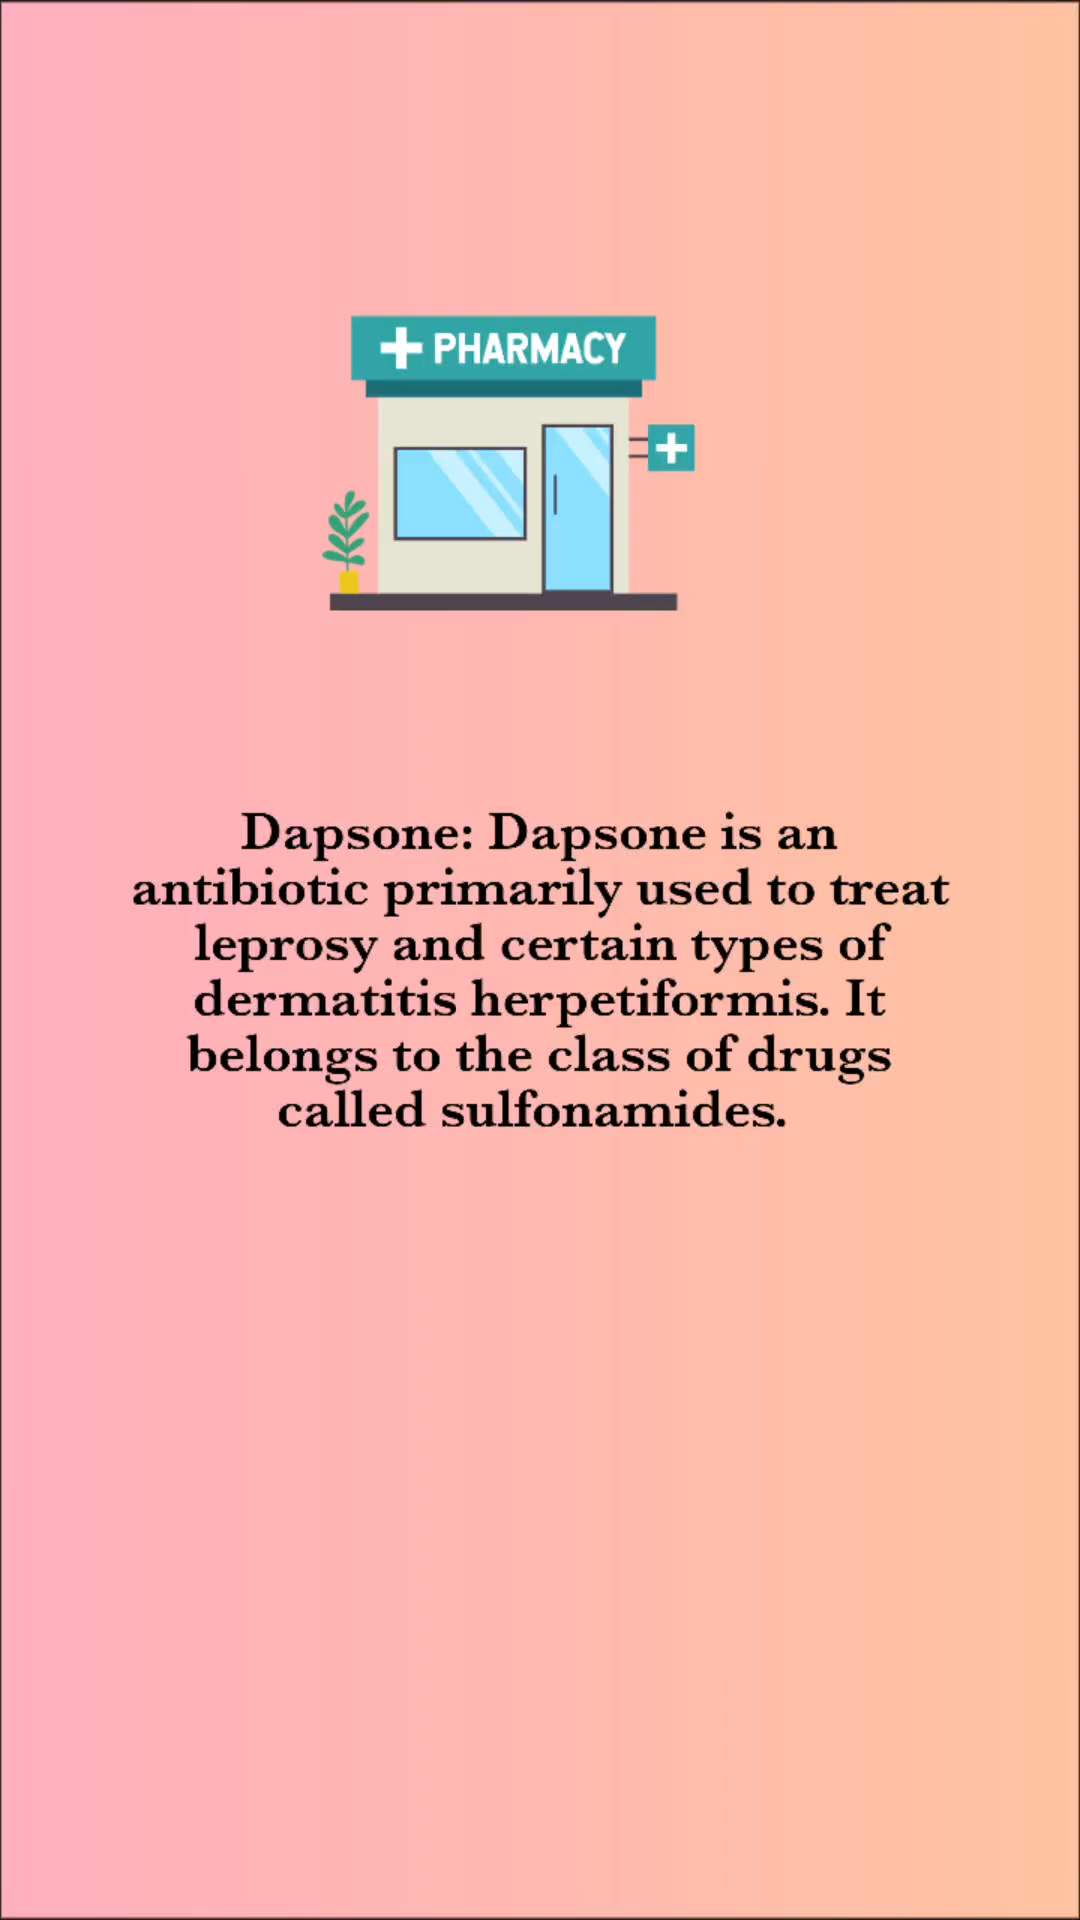 PHARMACY
Dapsone: Dapsone is an
antibiotic primarily used to treat
leprosy and certain types of
dermatitis herpetiformis. It
belongs to the class of drugs
called sulfonamides.